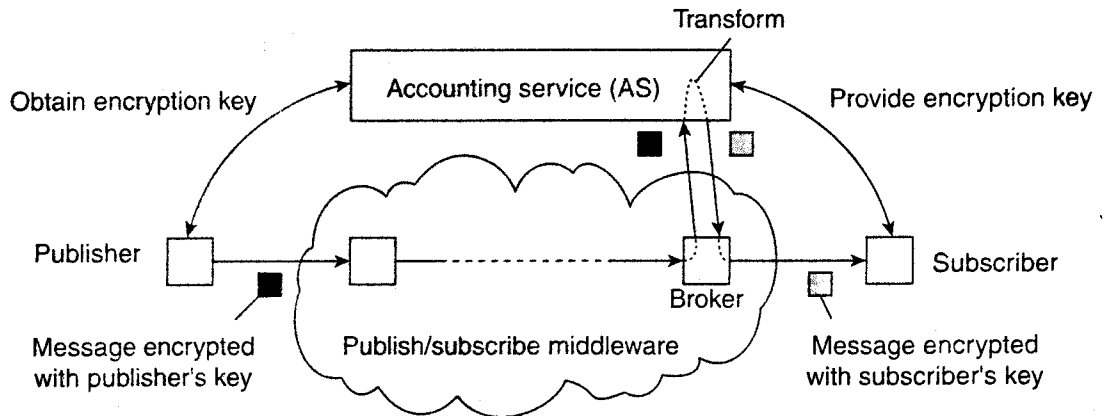 Transform
Accounting service (AS)
Obtain encryption key
Provide encryption key
Publisher
Broker
Subscriber
Message encrypted
with publisher's key
Publish/subscribe middleware
Message encrypted
with subscriber's key